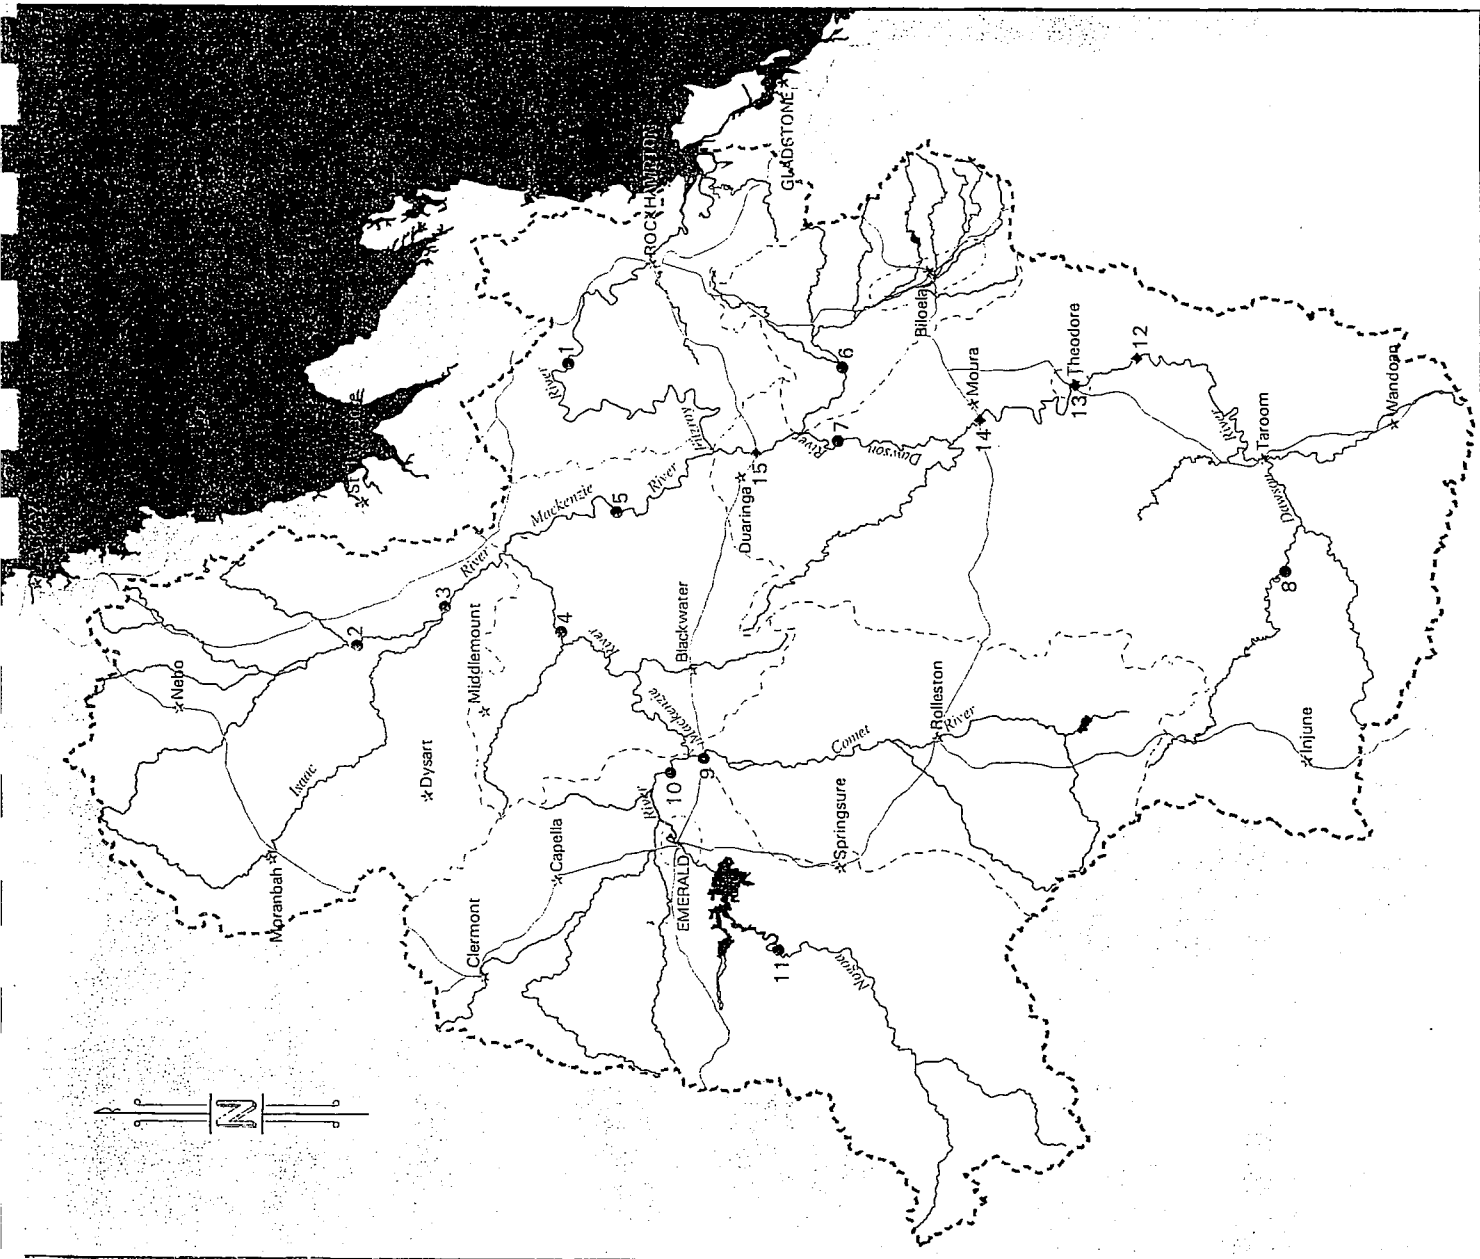 ROCKHAMPTON
GLADSTONE
1
River
Fitzroy
St Lawrence
2
3
River
Mackenzie
5
River
Nebo
Middlemount
4
River
Mackenzie
Isaac
Dysart
Moranbah
Blackwater
Duaringa
15
6
7
River
Dawson
Biloela
Moura
14
13
Theodore
12
River
Taroom
Dawson
Wandoan
8
Injune
Rolleston
River
Comet
Springsure
9
10
River
Capella
EMERALD
Clermont
11
Nogoa
N